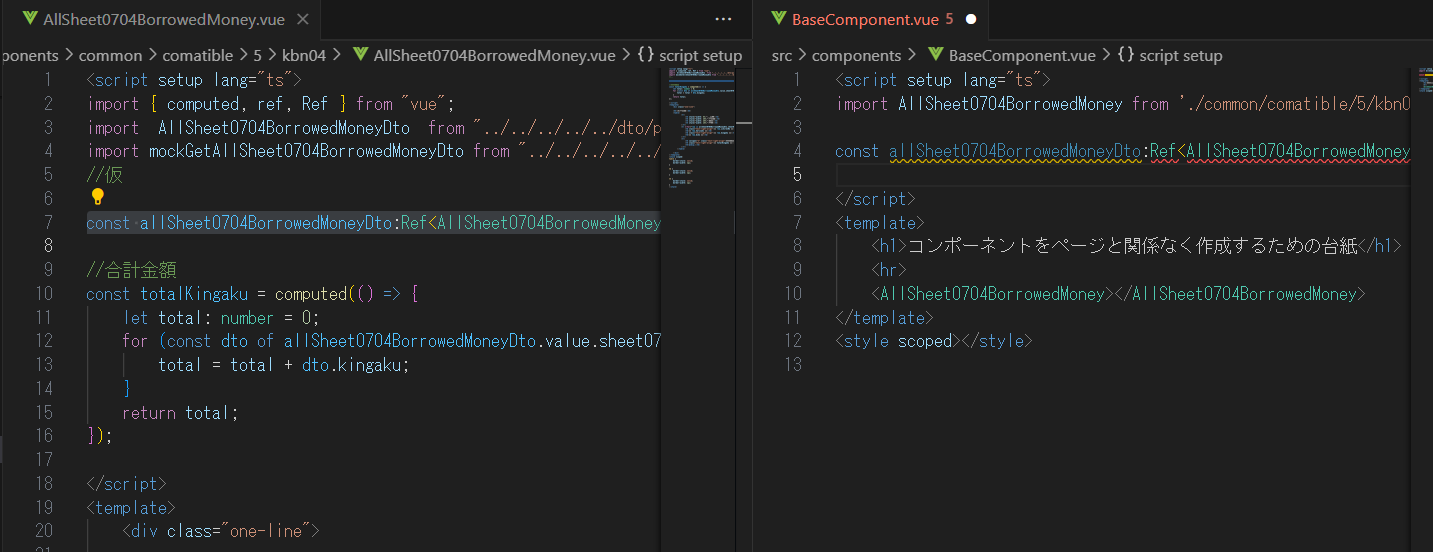 AllSheet0704BorrowedMoney.vue
ponents > common > comatible > 5 > kbn04 > AllSheet0704BorrowedMoney.vue > {} script setup
1 <script setup lang="ts">
2 import { computed, ref, Ref } from "vue";
3 import  AllSheet0704BorrowedMoneyDto  from "../../../../../dto/p
4 import mockGetAllSheet0704BorrowedMoneyDto from "../../../../../
5 //仮
6
7 const allSheet0704BorrowedMoneyDto:Ref<AllSheet0704BorrowedMoney
8
9 //合計金額
10 const totalKingaku = computed(() => {
11     let total: number = 0;
12     for (const dto of allSheet0704BorrowedMoneyDto.value.sheet07
13         total = total + dto.kingaku;
14     }
15     return total;
16 });
17
18 </script>
19 <template>
20     <div class="one-line">
BaseComponent.vue 5
src > components > BaseComponent.vue > {} script setup
1 <script setup lang="ts">
2 import AllSheet0704BorrowedMoney from './common/comatible/5/kbn0
3
4 const allSheet0704BorrowedMoneyDto:Ref<AllSheet0704BorrowedMoney
5
6 </script>
7 <template>
8     <h1>コンポーネントをページと関係なく作成するための台紙</h1>
9     <hr>
10     <AllSheet0704BorrowedMoney></AllSheet0704BorrowedMoney>
11 </template>
12 <style scoped></style>
13